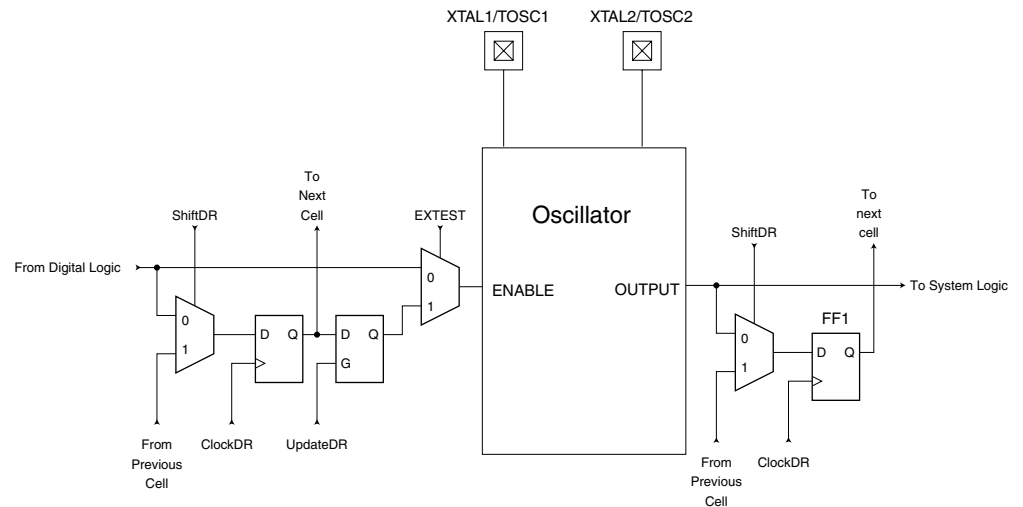 XTAL1/TOSC1
XTAL2/TOSC2
To
Next
Cell
ShiftDR
EXTEST
From Digital Logic
0
1
D Q
D Q
G
0
1
From
Previous
Cell
ClockDR
UpdateDR
Oscillator
ENABLE
OUTPUT
To
next
cell
ShiftDR
To System Logic
FF1
0
1
D Q
From
Previous
Cell
ClockDR